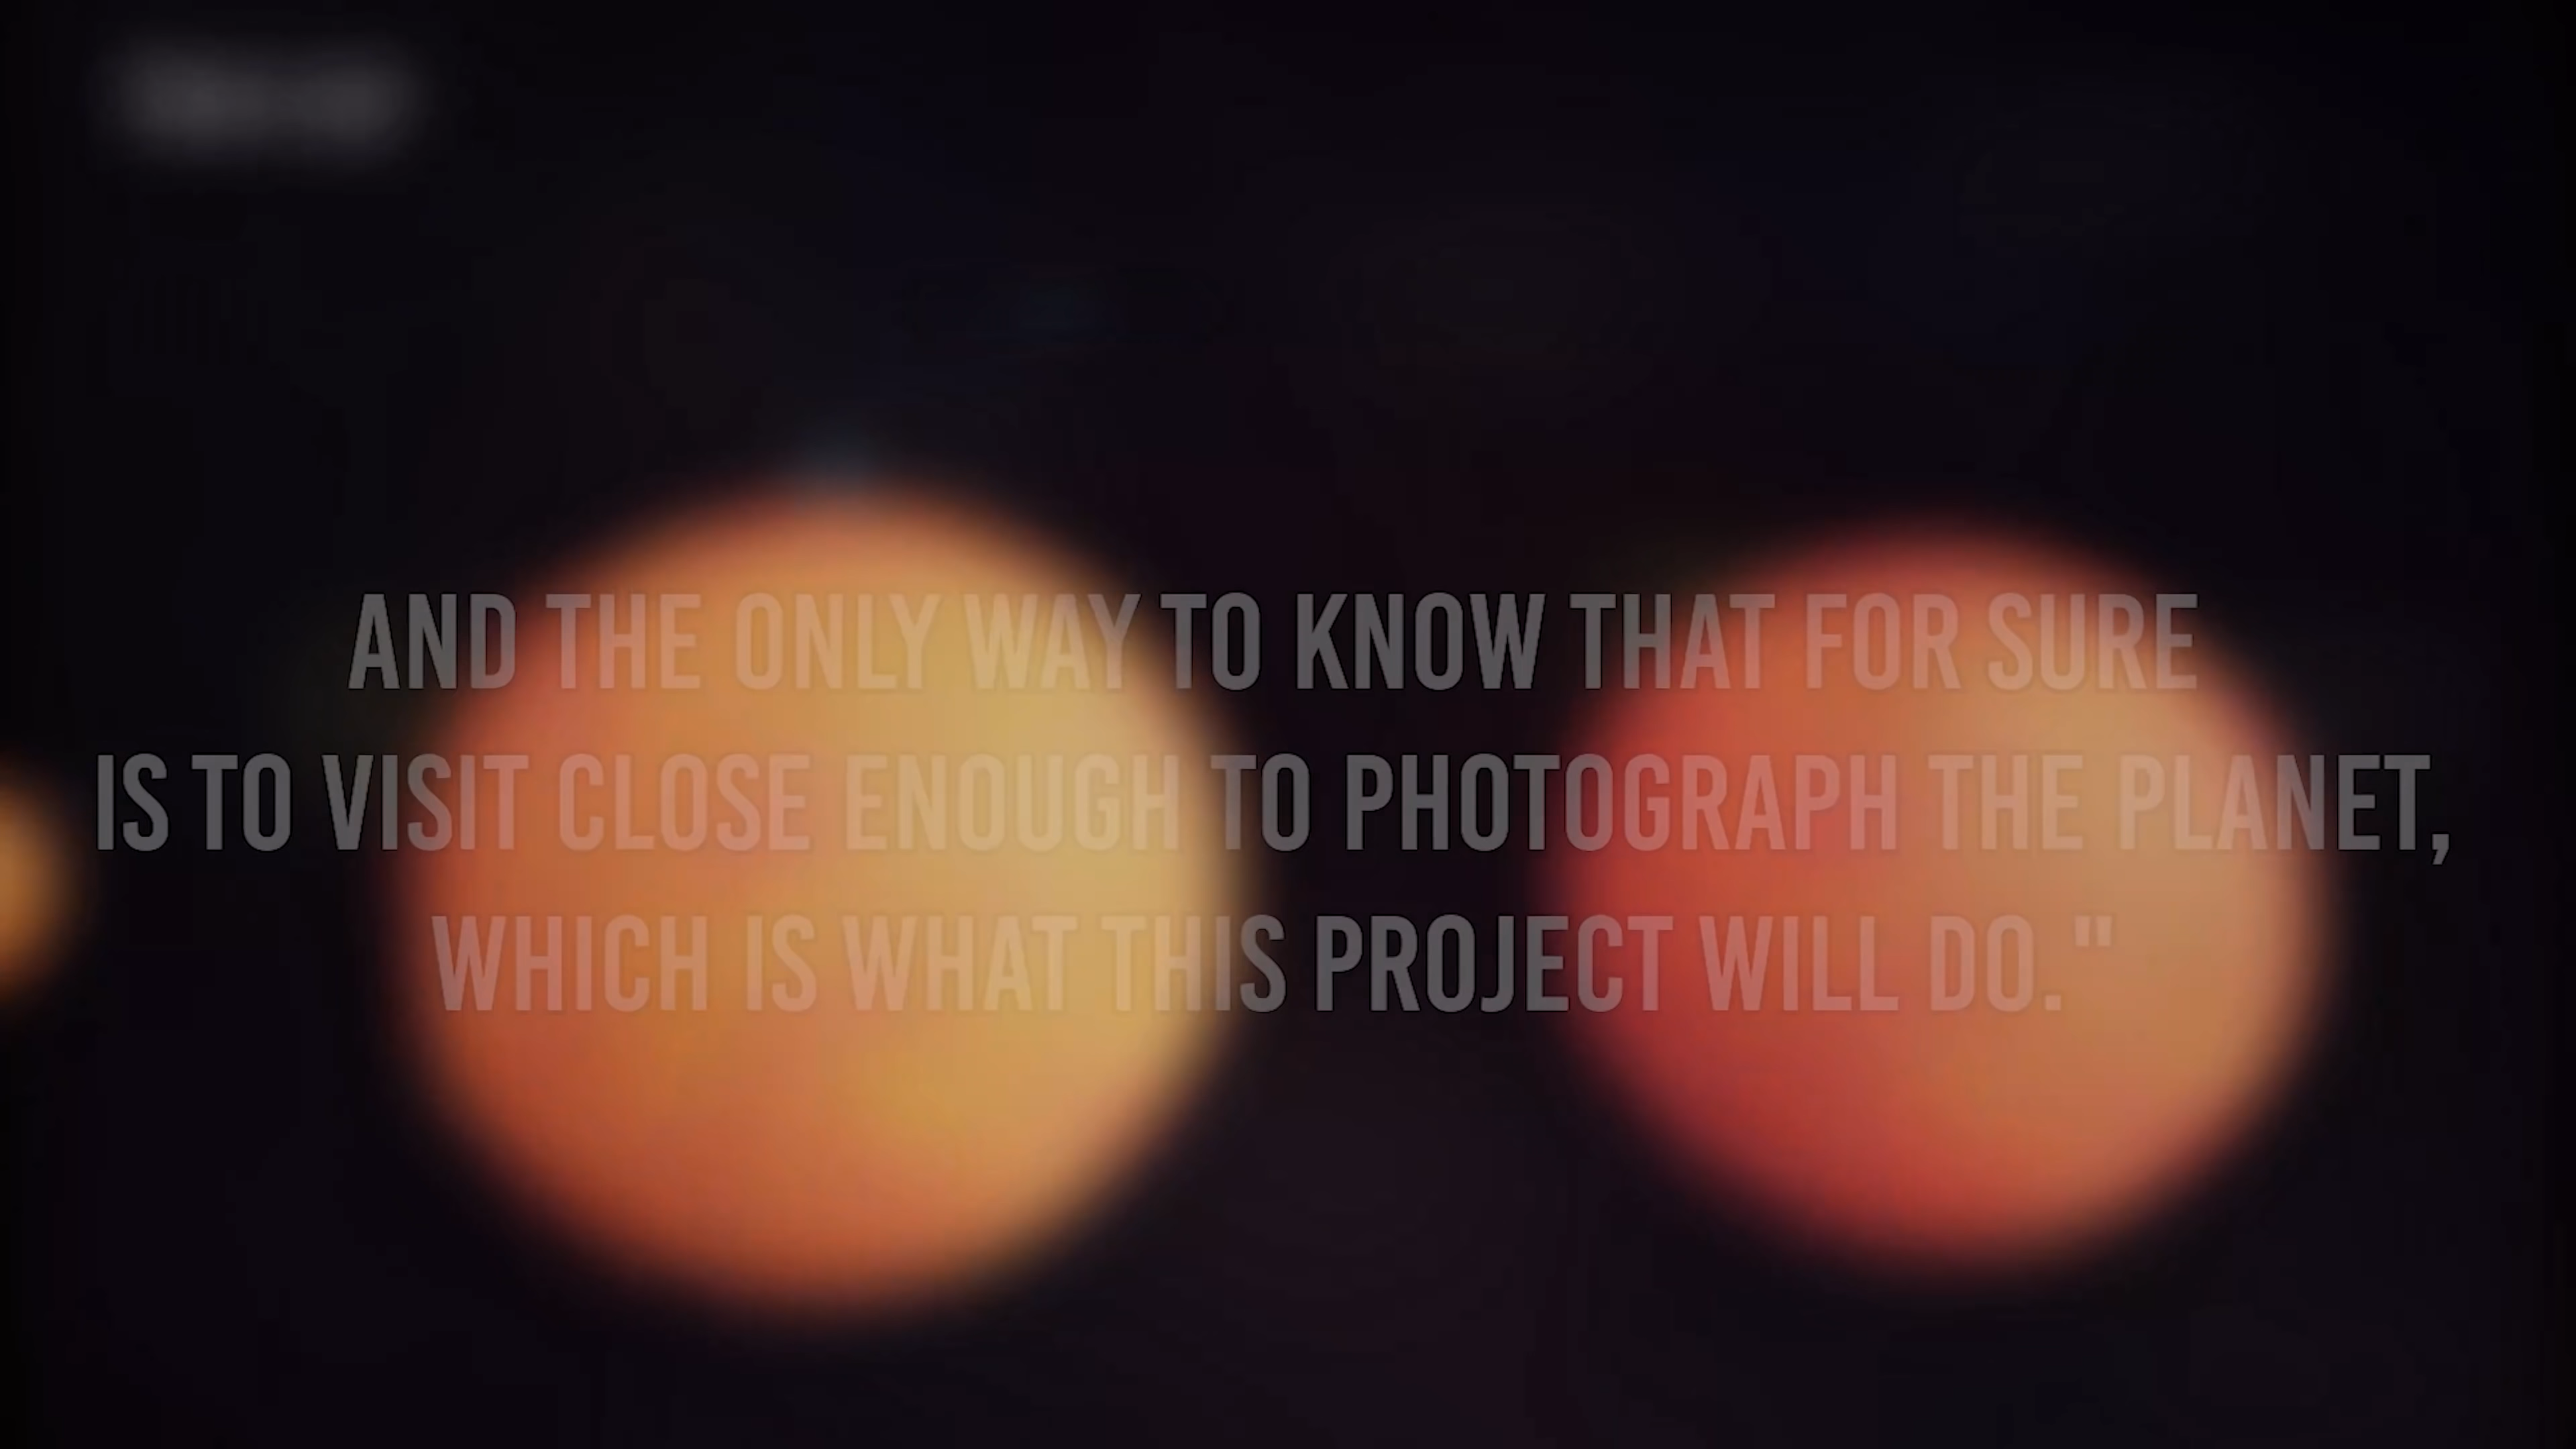 AND THE ONLY WAY TO KNOW THAT FOR SURE
IS TO VISIT CLOSE ENOUGH TO PHOTOGRAPH THE PLANET,
WHICH IS WHAT THIS PROJECT WILL DO."